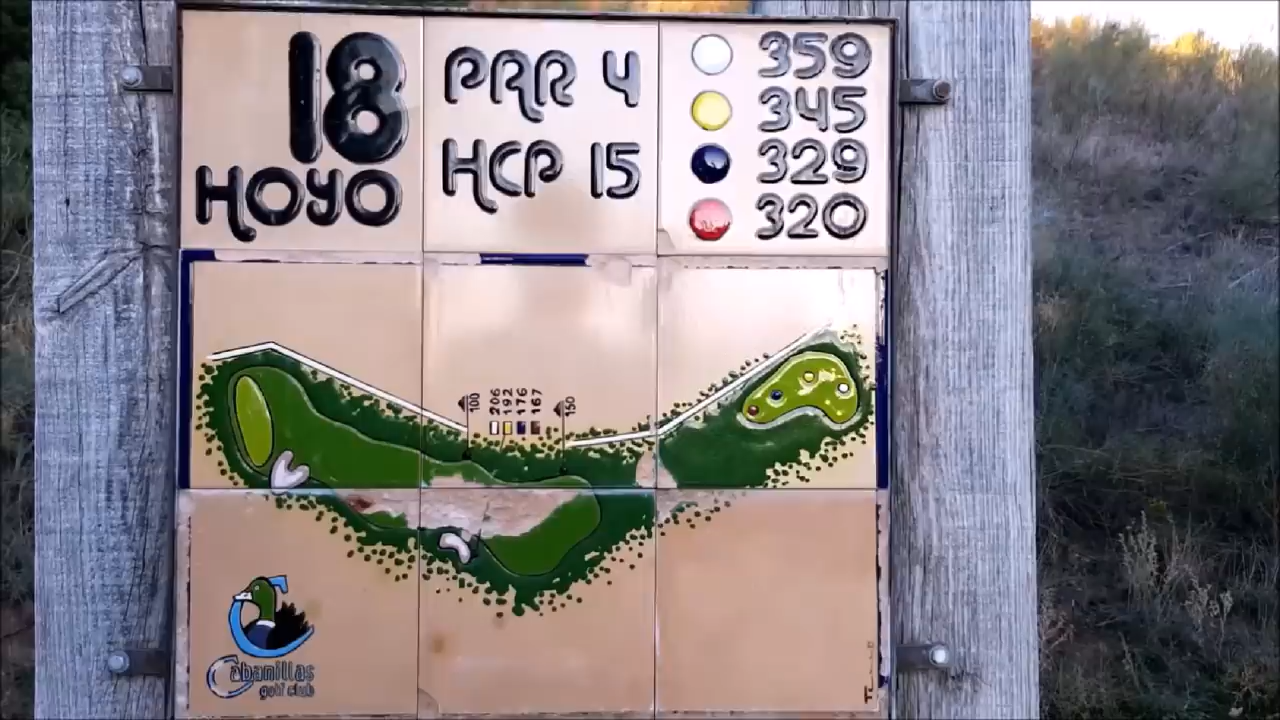 18
HOYO
PAR 4
HCP 15
359
345
329
320
100
206
192
176
167
150
Cabanillas
golf club